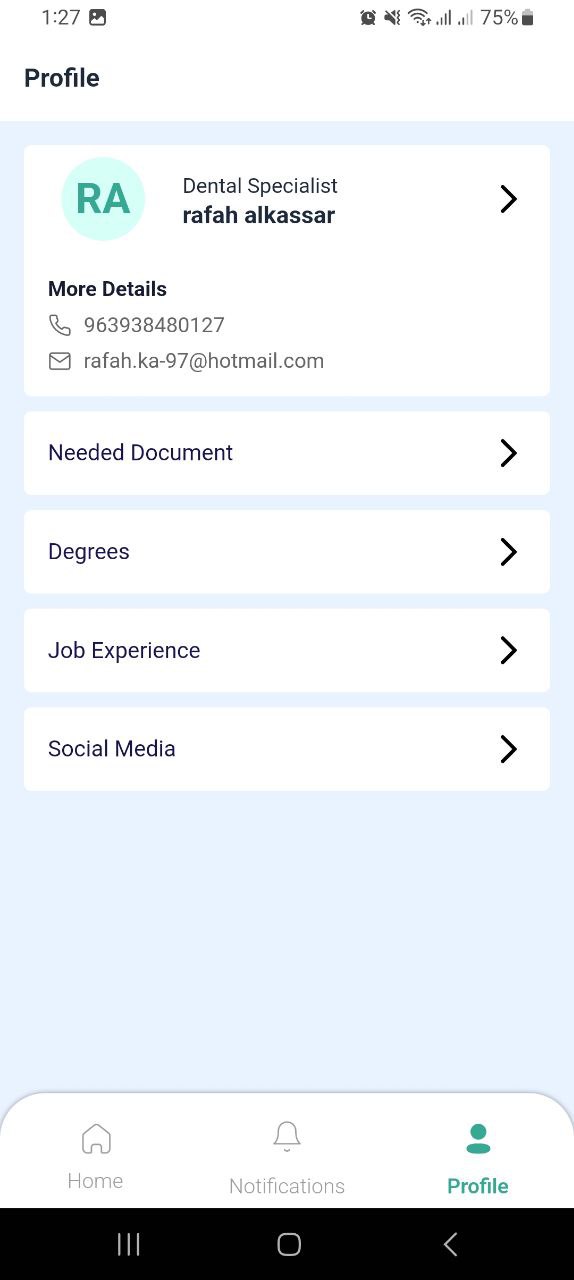 1:27
75%
Profile
RA
Dental Specialist
rafah alkassar
More Details
963938480127
rafah.ka-97@hotmail.com
Needed Document
Degrees
Job Experience
Social Media
Home
Notifications
Profile